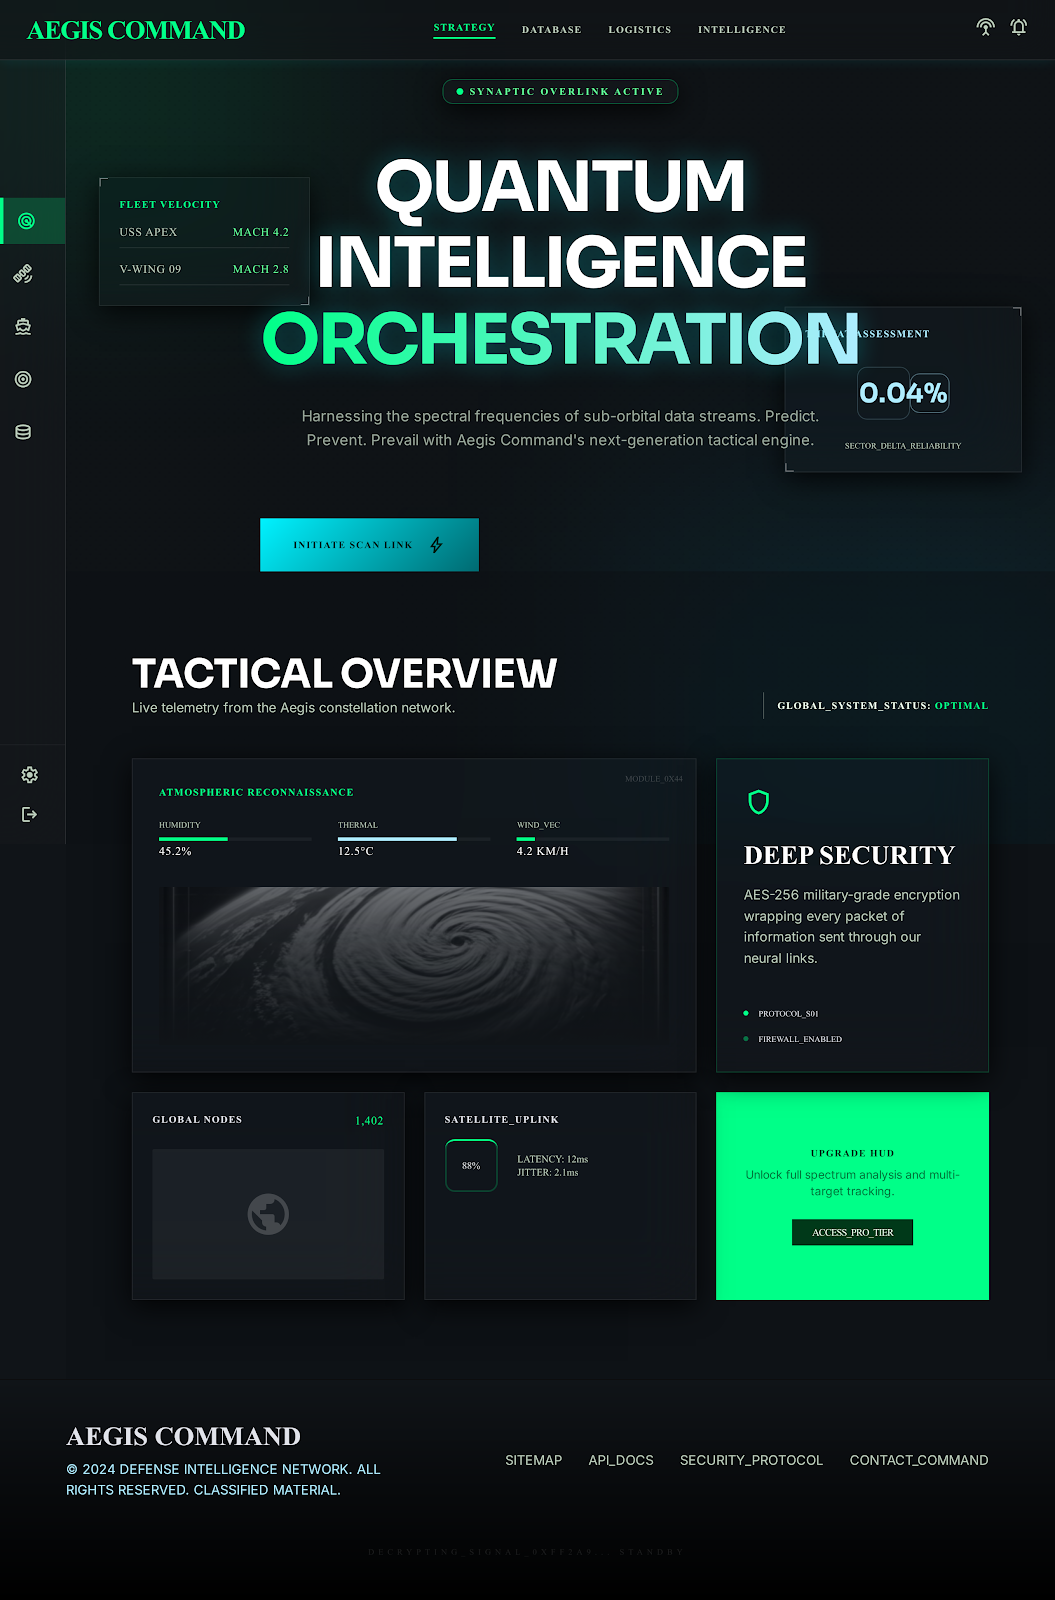 AEGIS COMMAND
STRATEGY
DATABASE
LOGISTICS
INTELLIGENCE
SYNAPTIC OVERLINK ACTIVE
QUANTUM
INTELLIGENCE
ORCHESTRATION
FLEET VELOCITY
USS APEX MACH 4.2
V-WING 09 MACH 2.8
THREAT ASSESSMENT
0.04%
SECTOR_DELTA_RELIABILITY
Harnessing the spectral frequencies of sub-orbital data streams. Predict.
Prevent. Prevail with Aegis Command's next-generation tactical engine.
INITIATE SCAN LINK
TACTICAL OVERVIEW
Live telemetry from the Aegis constellation network.
GLOBAL_SYSTEM_STATUS: OPTIMAL
MODULE_0X44
ATMOSPHERIC RECONNAISSANCE
HUMIDITY
45.2%
THERMAL
12.5°C
WIND_VEC
4.2 KM/H
DEEP SECURITY
AES-256 military-grade encryption
wrapping every packet of
information sent through our
neural links.
PROTOCOL_S01
FIREWALL_ENABLED
GLOBAL NODES
1,402
SATELLITE_UPLINK
88%
LATENCY: 12ms
JITTER: 2.1ms
UPGRADE HUD
Unlock full spectrum analysis and multi-
target tracking.
ACCESS_PRO_TIER
AEGIS COMMAND
© 2024 DEFENSE INTELLIGENCE NETWORK. ALL
RIGHTS RESERVED. CLASSIFIED MATERIAL.
SITEMAP
API_DOCS
SECURITY_PROTOCOL
CONTACT_COMMAND
DECRYPTING_SIGNAL_0XFF2A9... STANDBY